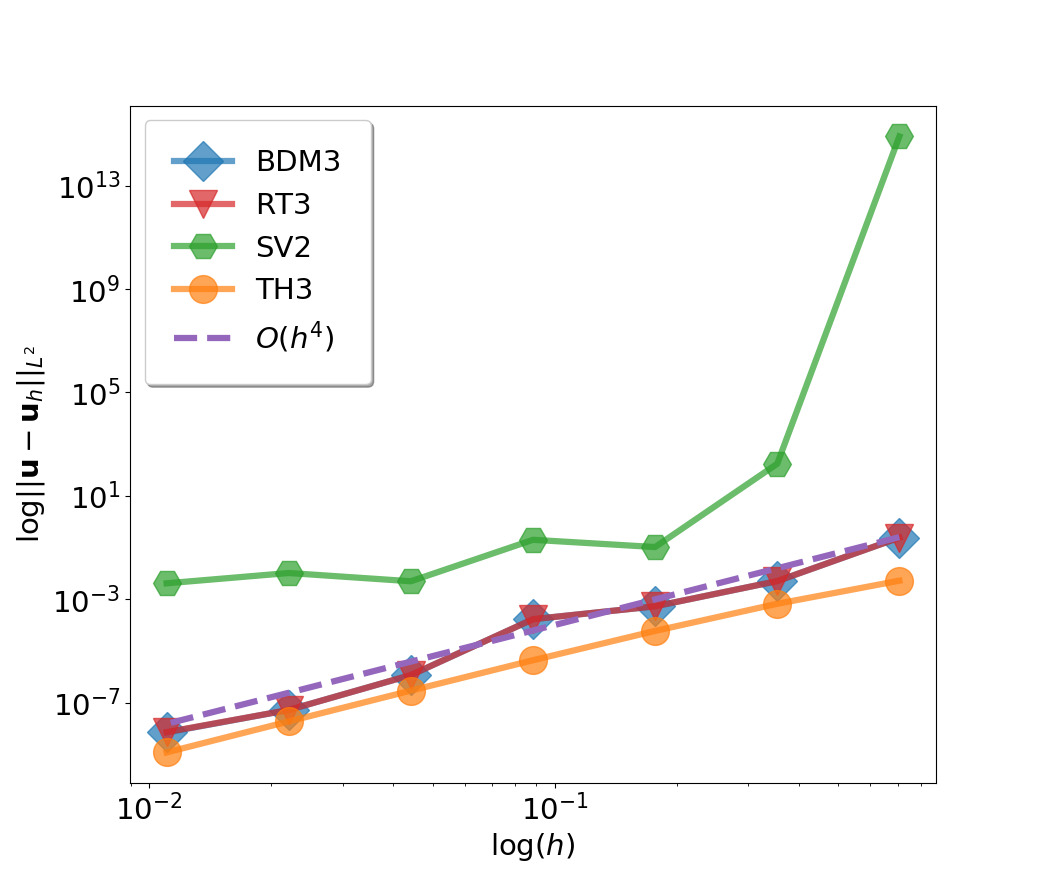 BDM3
RT3
SV2
TH3
O(h⁴)
10¹³
10⁹
10⁵
10¹
10⁻³
10⁻⁷
log||𝐮 − 𝐮ₕ||_{L²}
10⁻² 10⁻¹
log(h)